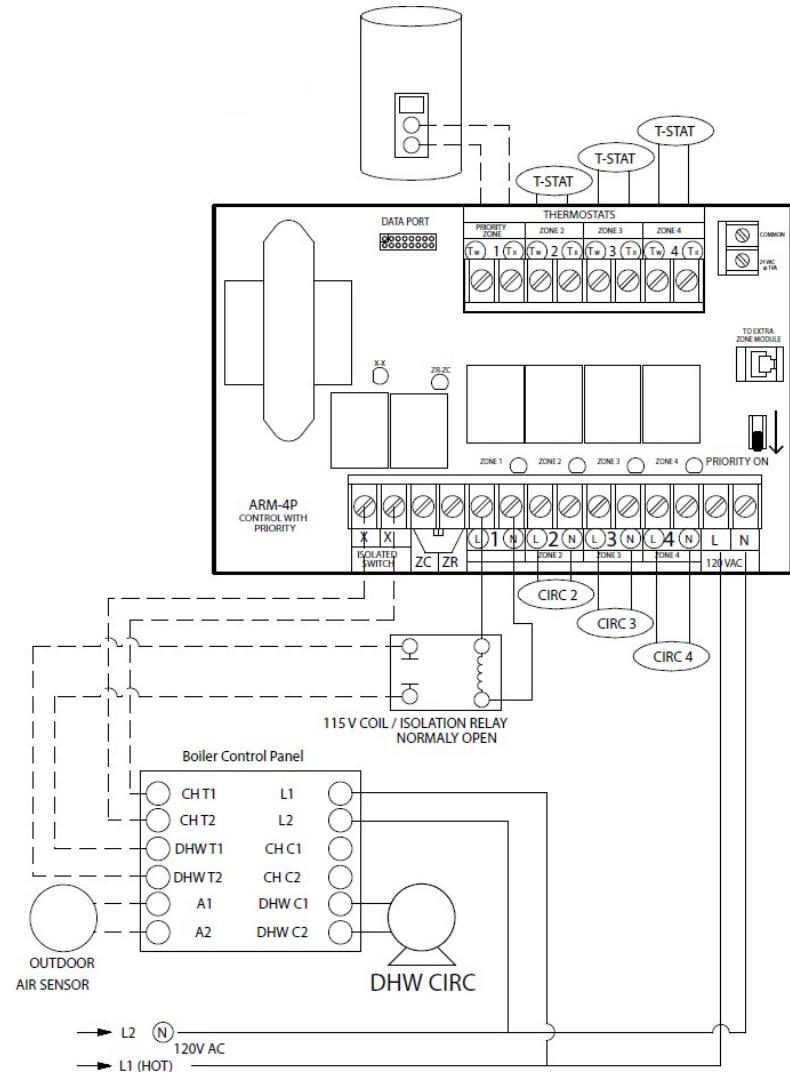 T-STAT
T-STAT
T-STAT
DATA PORT
THERMOSTATS
PRIORITY ZONE
ZONE 2
ZONE 3
ZONE 4
TW 1 TR TW 2 TR TW 3 TR TW 4 TR
COMMON
24 VAC
TO EXTRA
ZONE MODULE
X-X
ZR-ZC
ZONE 1
ZONE 2
ZONE 3
ZONE 4
PRIORITY ON
ARM-4P
CONTROL WITH
PRIORITY
X X
ISOLATED
SWITCH
ZC ZR
L 1 N L 2 N L 3 N L 4 N L N
ZONE 2
ZONE 3
ZONE 4
120 VAC
CIRC 2
CIRC 3
CIRC 4
115 V COIL / ISOLATION RELAY
NORMALY OPEN
Boiler Control Panel
CH T1 L1
CH T2 L2
DHW T1 CH C1
DHW T2 CH C2
A1 DHW C1
A2 DHW C2
OUTDOOR
AIR SENSOR
DHW CIRC
L2 N
120V AC
L1 (HOT)